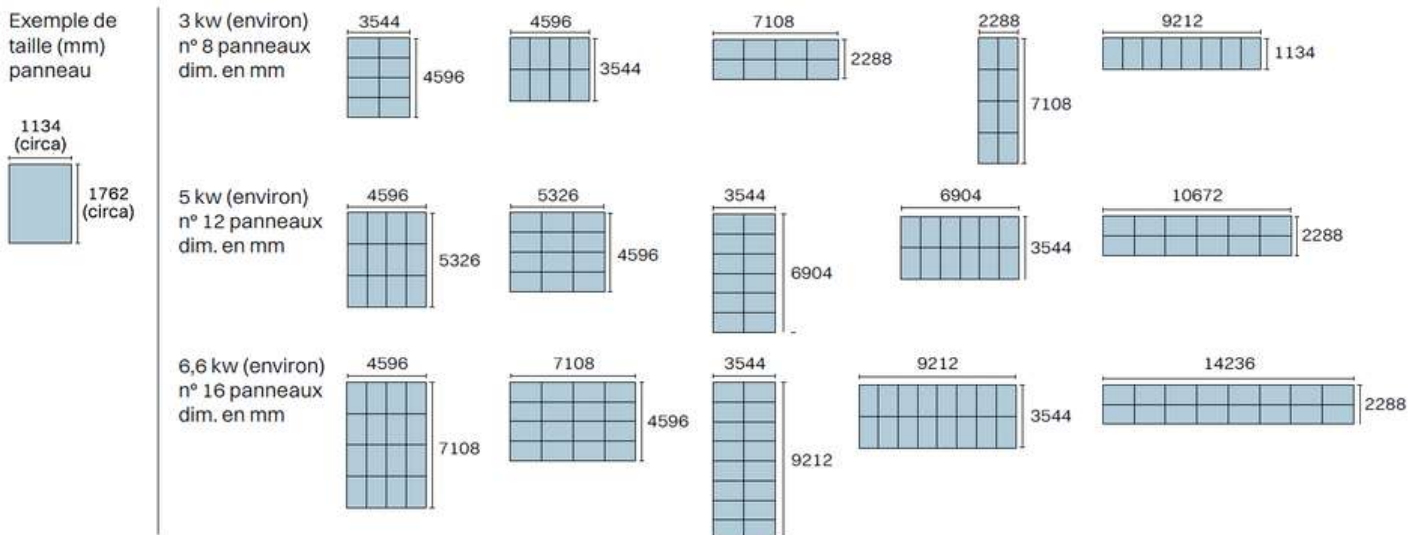 Exemple de
taille (mm)
panneau
1134
(circa)
1762
(circa)
3 kw (environ)
n° 8 panneaux
dim. en mm
3544
4596
4596
3544
7108
2288
2288
7108
9212
1134
5 kw (environ)
n° 12 panneaux
dim. en mm
4596
5326
5326
4596
3544
6904
6904
3544
10672
2288
6,6 kw (environ)
n° 16 panneaux
dim. en mm
4596
7108
7108
4596
3544
9212
9212
3544
14236
2288